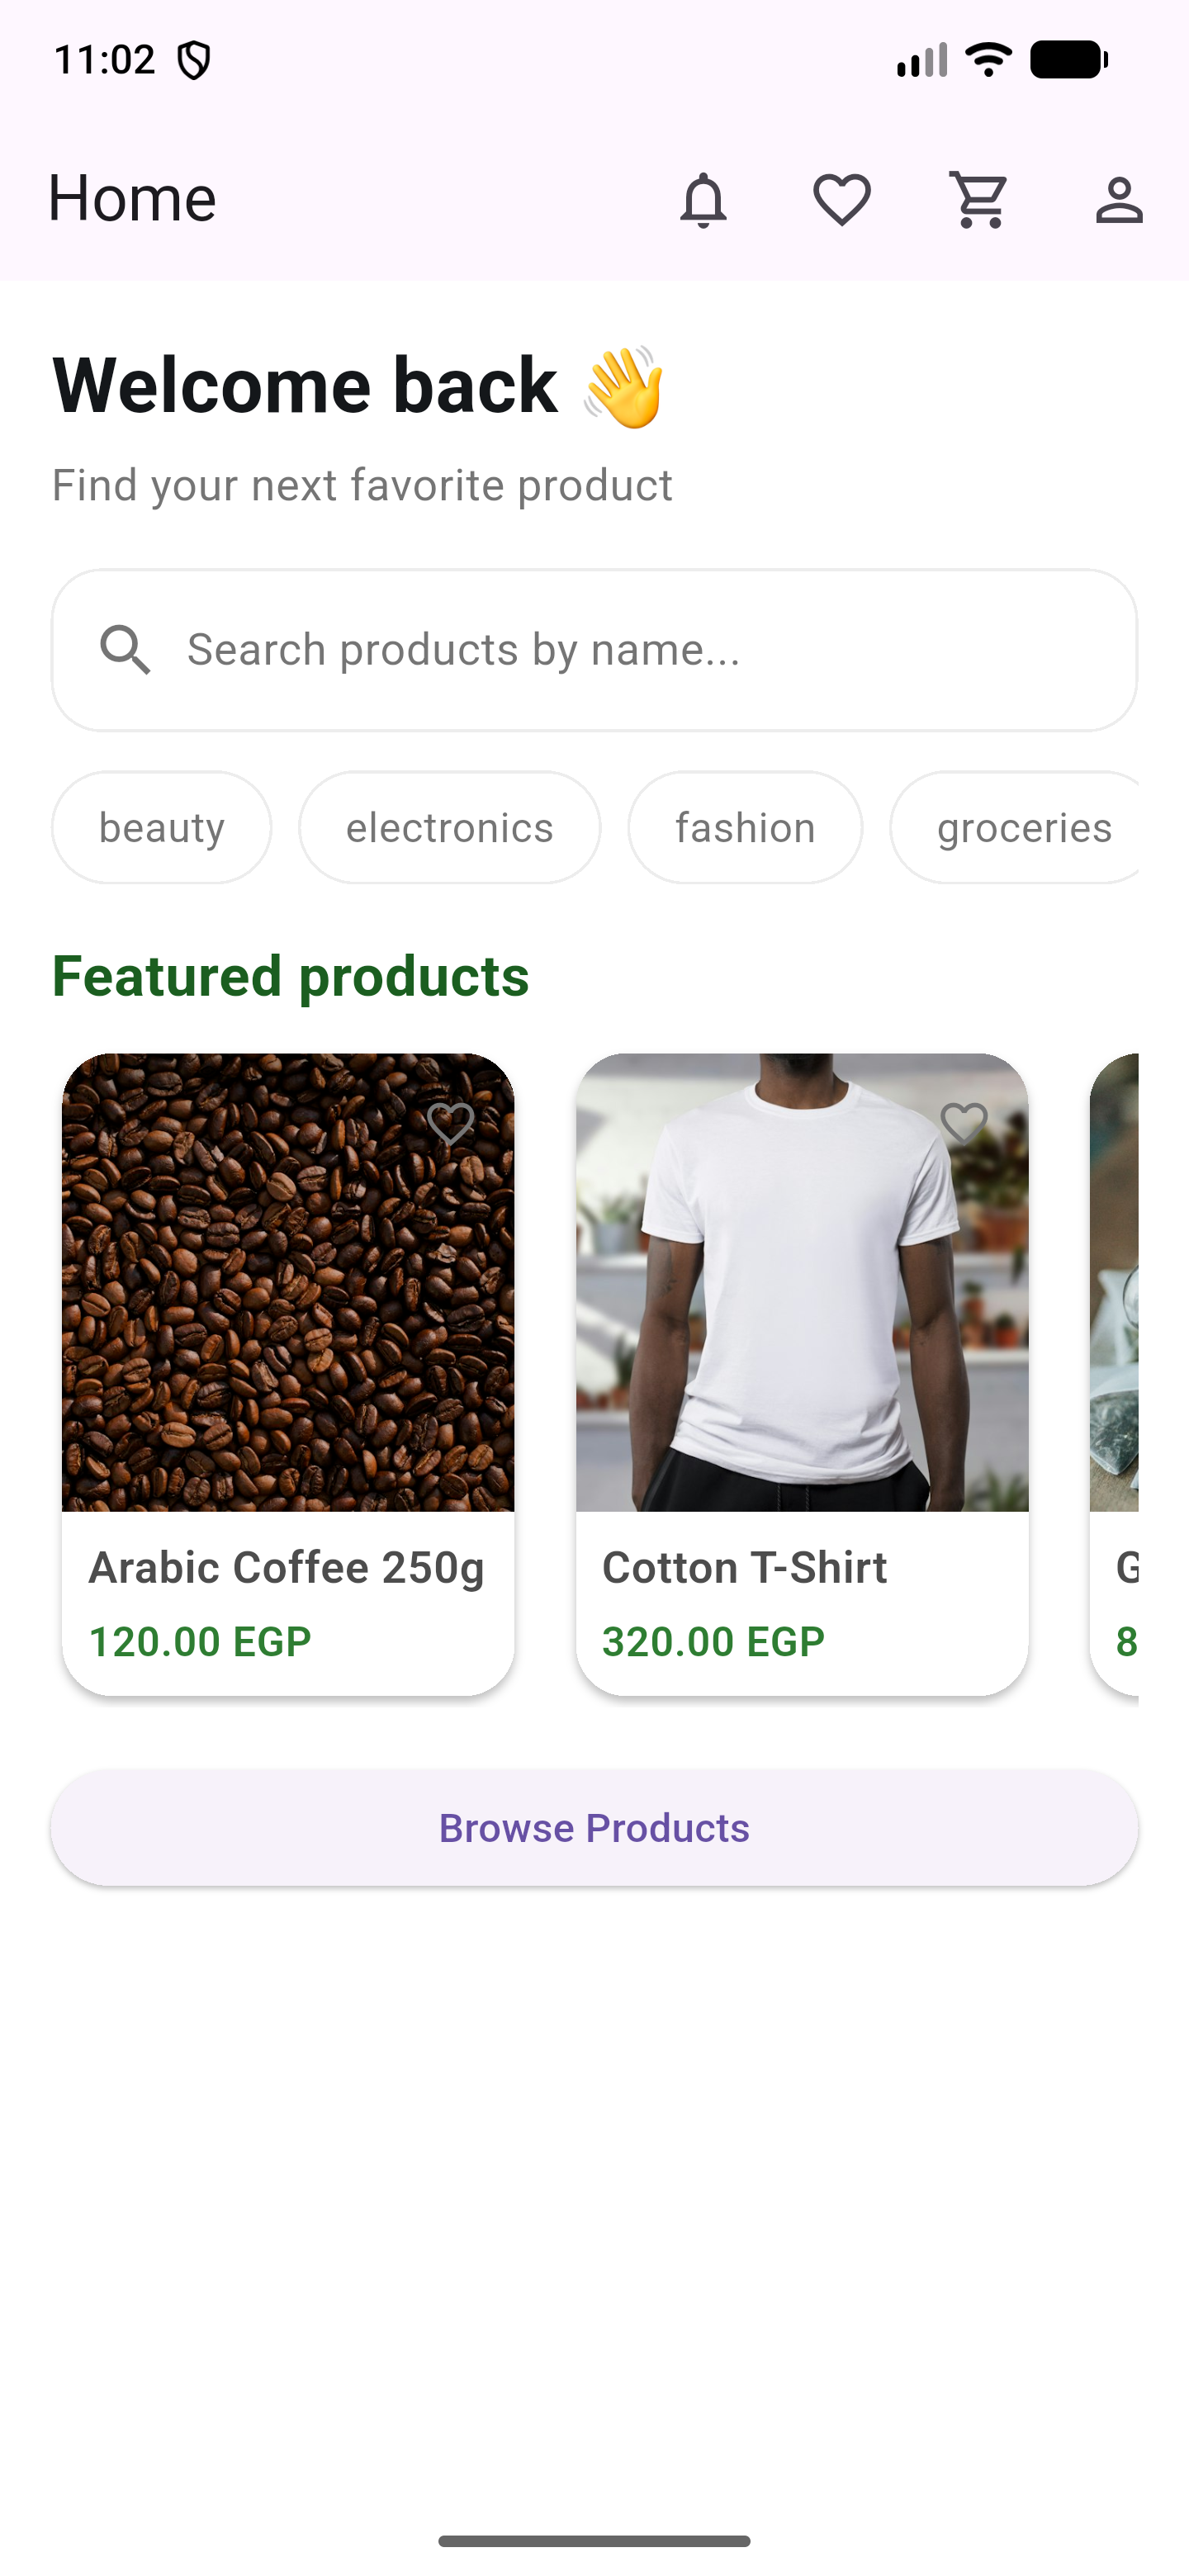 11:02
Home
Welcome back 👋
Find your next favorite product
Search products by name...
beauty electronics fashion groceries
Featured products
Arabic Coffee 250g Cotton T-Shirt G
120.00 EGP 320.00 EGP 8
Browse Products